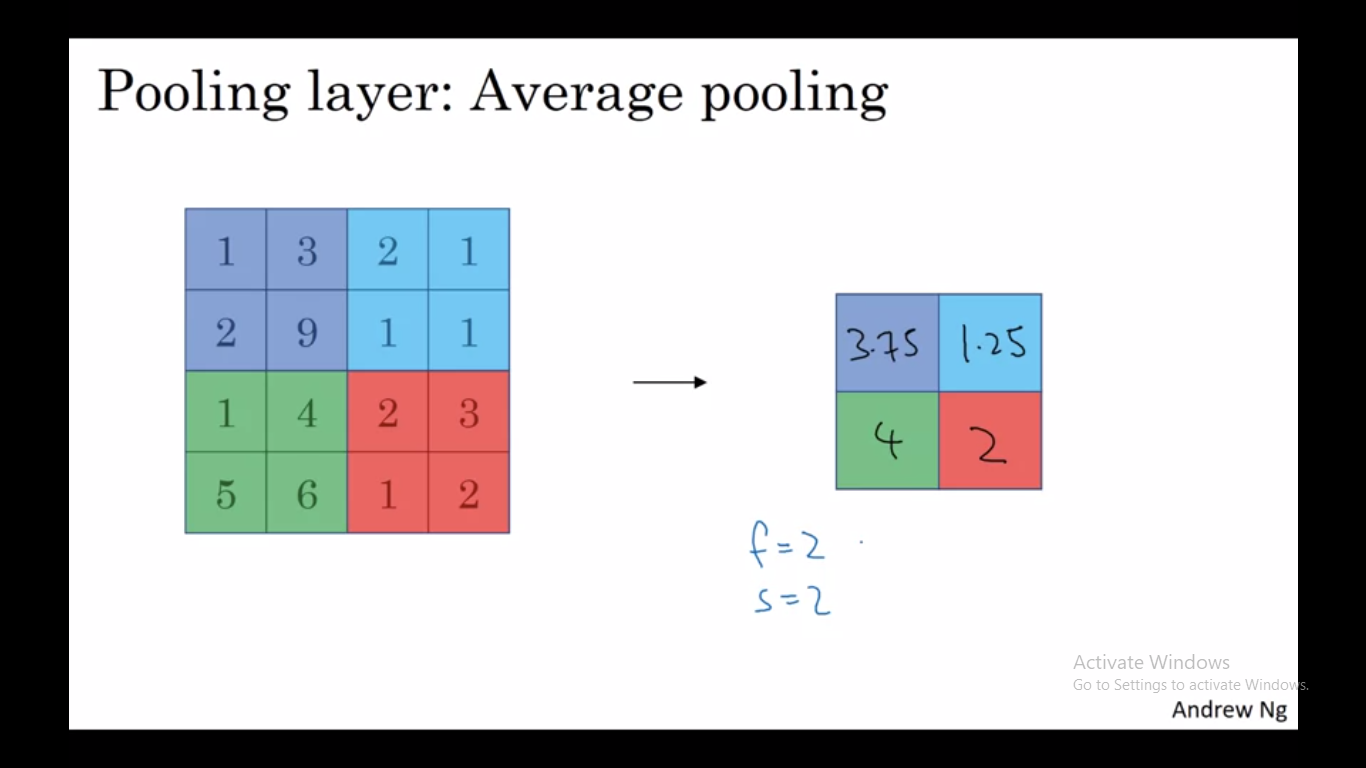 Pooling layer: Average pooling
1 3 2 1
2 9 1 1
1 4 2 3
5 6 1 2
3.75 1.25
4 2
f=2
s=2
Activate Windows
Go to Settings to activate Windows.
Andrew Ng